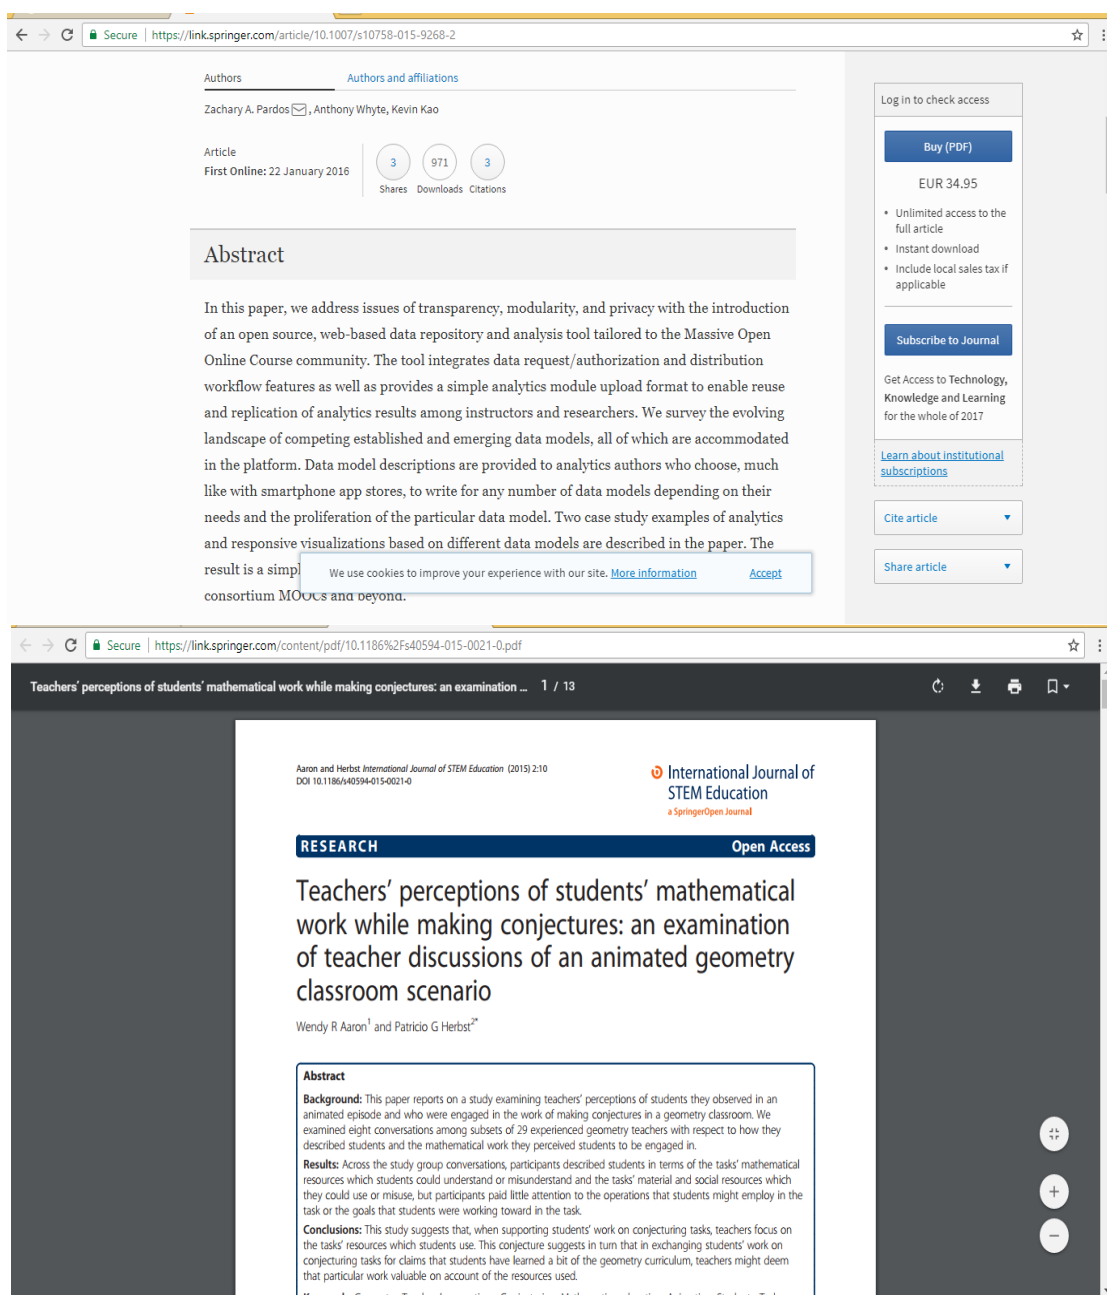 Secure | https://link.springer.com/article/10.1007/s10758-015-9268-2
Authors Authors and affiliations
Zachary A. Pardos , Anthony Whyte, Kevin Kao
Article
First Online: 22 January 2016
3 971 3
Shares Downloads Citations
Abstract
In this paper, we address issues of transparency, modularity, and privacy with the introduction
of an open source, web-based data repository and analysis tool tailored to the Massive Open
Online Course community. The tool integrates data request/authorization and distribution
workflow features as well as provides a simple analytics module upload format to enable reuse
and replication of analytics results among instructors and researchers. We survey the evolving
landscape of competing established and emerging data models, all of which are accommodated
in the platform. Data model descriptions are provided to analytics authors who choose, much
like with smartphone app stores, to write for any number of data models depending on their
needs and the proliferation of the particular data model. Two case study examples of analytics
and responsive visualizations based on different data models are described in the paper. The
result is a simpl
consortium MOOCs and beyond.
We use cookies to improve your experience with our site. More information Accept
Log in to check access
Buy (PDF)
EUR 34.95
• Unlimited access to the
full article
• Instant download
• Include local sales tax if
applicable
Subscribe to Journal
Get Access to Technology,
Knowledge and Learning
for the whole of 2017
Learn about institutional
subscriptions
Cite article
Share article
Secure | https://link.springer.com/content/pdf/10.1186%2Fs40594-015-0021-0.pdf
Teachers' perceptions of students' mathematical work while making conjectures: an examination ... 1 / 13
Aaron and Herbst International Journal of STEM Education (2015) 2:10
DOI 10.1186/s40594-015-0021-0
International Journal of
STEM Education
a SpringerOpen Journal
RESEARCH Open Access
Teachers' perceptions of students' mathematical
work while making conjectures: an examination
of teacher discussions of an animated geometry
classroom scenario
Wendy R Aaron1 and Patricio G Herbst2*
Abstract
Background: This paper reports on a study examining teachers' perceptions of students they observed in an
animated episode and who were engaged in the work of making conjectures in a geometry classroom. We
examined eight conversations among subsets of 29 experienced geometry teachers with respect to how they
described students and the mathematical work they perceived students to be engaged in.
Results: Across the study group conversations, participants described students in terms of the tasks' mathematical
resources which students could understand or misunderstand and the tasks' material and social resources which
they could use or misuse, but participants paid little attention to the operations that students might employ in the
task or the goals that students were working toward in the task.
Conclusions: This study suggests that, when supporting students' work on conjecturing tasks, teachers focus on
the tasks' resources which students use. This conjecture suggests in turn that in exchanging students' work on
conjecturing tasks for claims that students have learned a bit of the geometry curriculum, teachers might deem
that particular work valuable on account of the resources used.